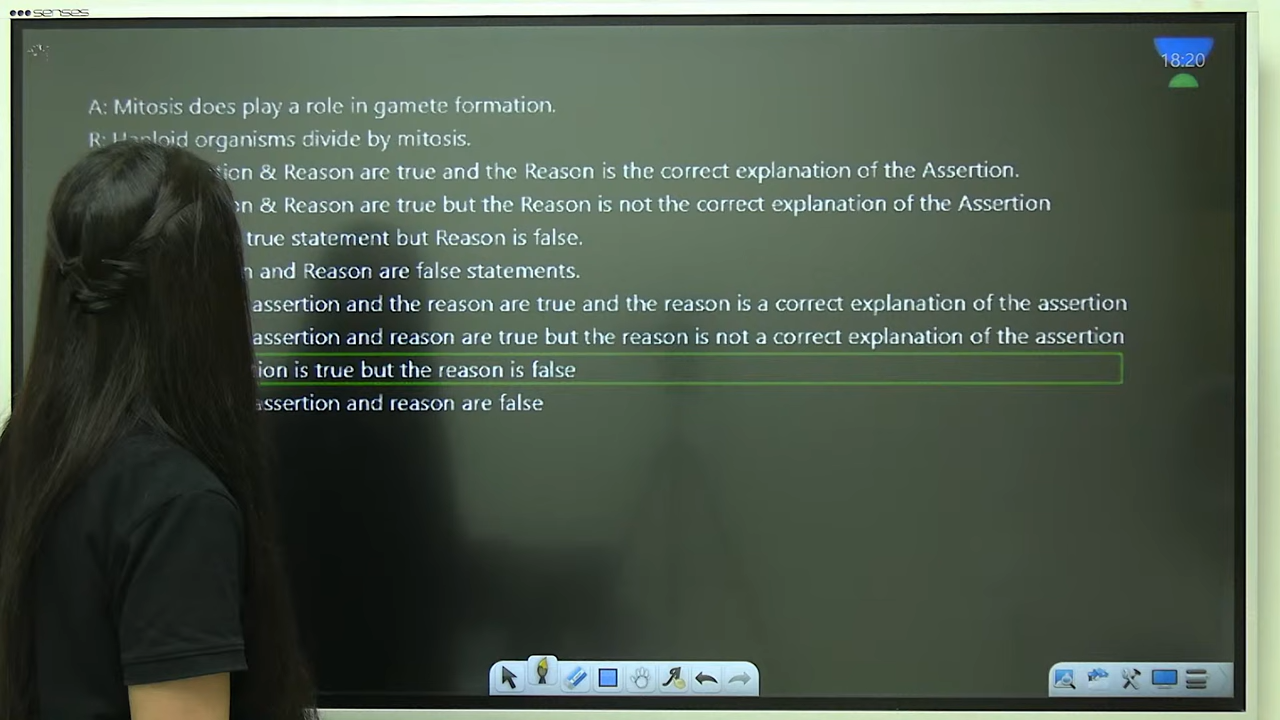 senses
18:20
A: Mitosis does play a role in gamete formation.
R: Haploid organisms divide by mitosis.
& Reason are true and the Reason is the correct explanation of the Assertion.
& Reason are true but the Reason is not the correct explanation of the Assertion
true statement but Reason is false.
and Reason are false statements.
assertion and the reason are true and the reason is a correct explanation of the assertion
assertion and reason are true but the reason is not a correct explanation of the assertion
is true but the reason is false
assertion and reason are false